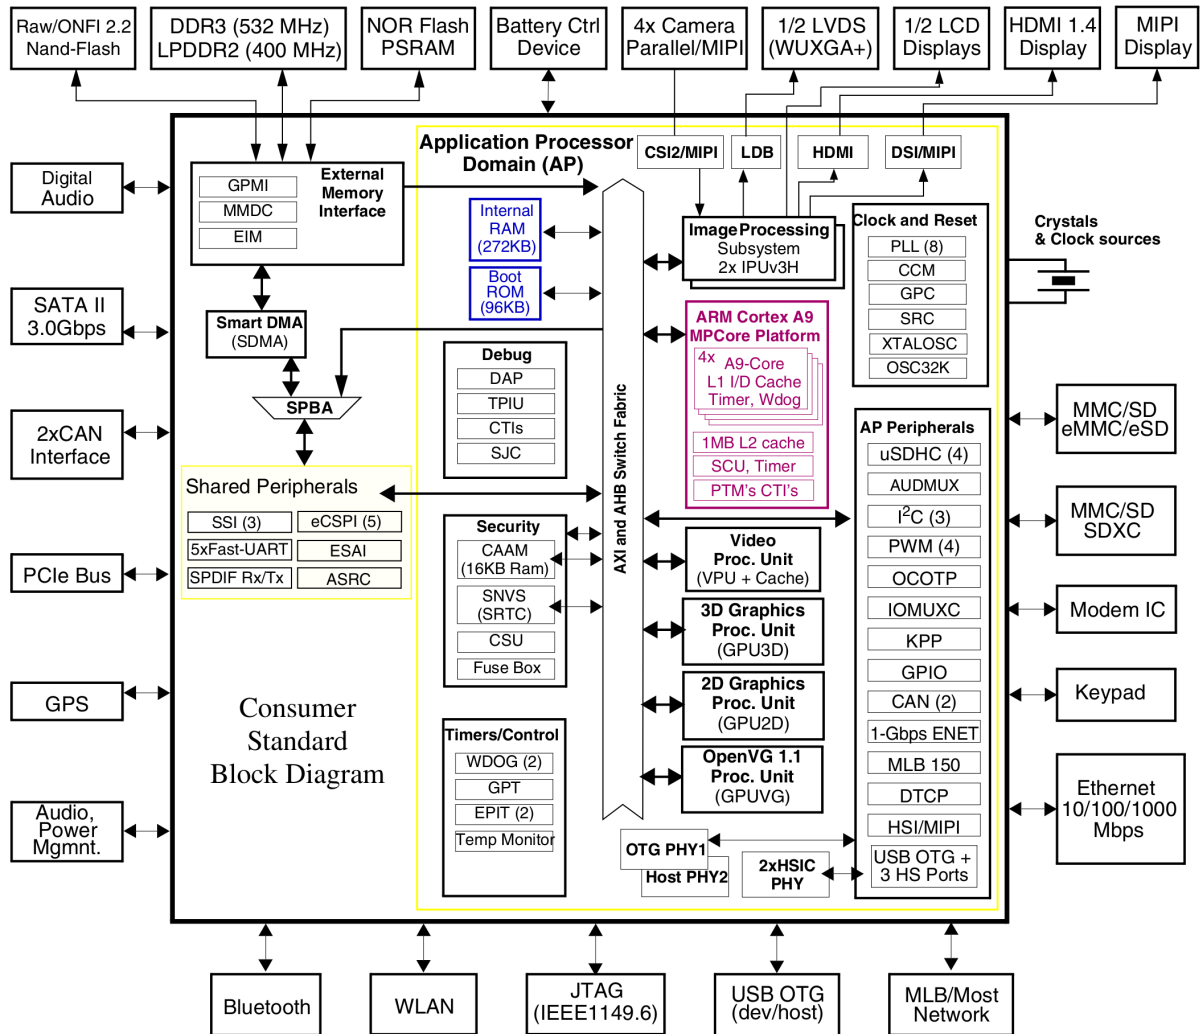 Raw/ONFI 2.2
Nand-Flash
DDR3 (532 MHz)
LPDDR2 (400 MHz)
NOR Flash
PSRAM
Battery Ctrl
Device
4x Camera
Parallel/MIPI
1/2 LVDS
(WUXGA+)
1/2 LCD
Displays
HDMI 1.4
Display
MIPI
Display
Digital
Audio
SATA II
3.0Gbps
2xCAN
Interface
PCIe Bus
GPS
Audio,
Power
Mgmnt.
External
Memory
Interface
GPMI
MMDC
EIM
Smart DMA
(SDMA)
SPBA
Shared Peripherals
SSI (3)
eCSPI (5)
5xFast-UART
ESAI
SPDIF Rx/Tx
ASRC
Consumer
Standard
Block Diagram
Application Processor
Domain (AP)
Internal
RAM
(272KB)
Boot
ROM
(96KB)
Debug
DAP
TPIU
CTIs
SJC
Security
CAAM
(16KB Ram)
SNVS
(SRTC)
CSU
Fuse Box
Timers/Control
WDOG (2)
GPT
EPIT (2)
Temp Monitor
AXI and AHB Switch Fabric
CSI2/MIPI
LDB
HDMI
DSI/MIPI
Image Processing
Subsystem
2x IPUv3H
ARM Cortex A9
MPCore Platform
4x
A9-Core
L1 I/D Cache
Timer, Wdog
1MB L2 cache
SCU, Timer
PTM's CTI's
Video
Proc. Unit
(VPU + Cache)
3D Graphics
Proc. Unit
(GPU3D)
2D Graphics
Proc. Unit
(GPU2D)
OpenVG 1.1
Proc. Unit
(GPUVG)
OTG PHY1
Host PHY2
2xHSIC
PHY
Clock and Reset
PLL (8)
CCM
GPC
SRC
XTALOSC
OSC32K
AP Peripherals
uSDHC (4)
AUDMUX
I²C (3)
PWM (4)
OCOTP
IOMUXC
KPP
GPIO
CAN (2)
1-Gbps ENET
MLB 150
DTCP
HSI/MIPI
USB OTG +
3 HS Ports
Crystals
& Clock sources
MMC/SD
eMMC/eSD
MMC/SD
SDXC
Modem IC
Keypad
Ethernet
10/100/1000
Mbps
Bluetooth
WLAN
JTAG
(IEEE1149.6)
USB OTG
(dev/host)
MLB/Most
Network